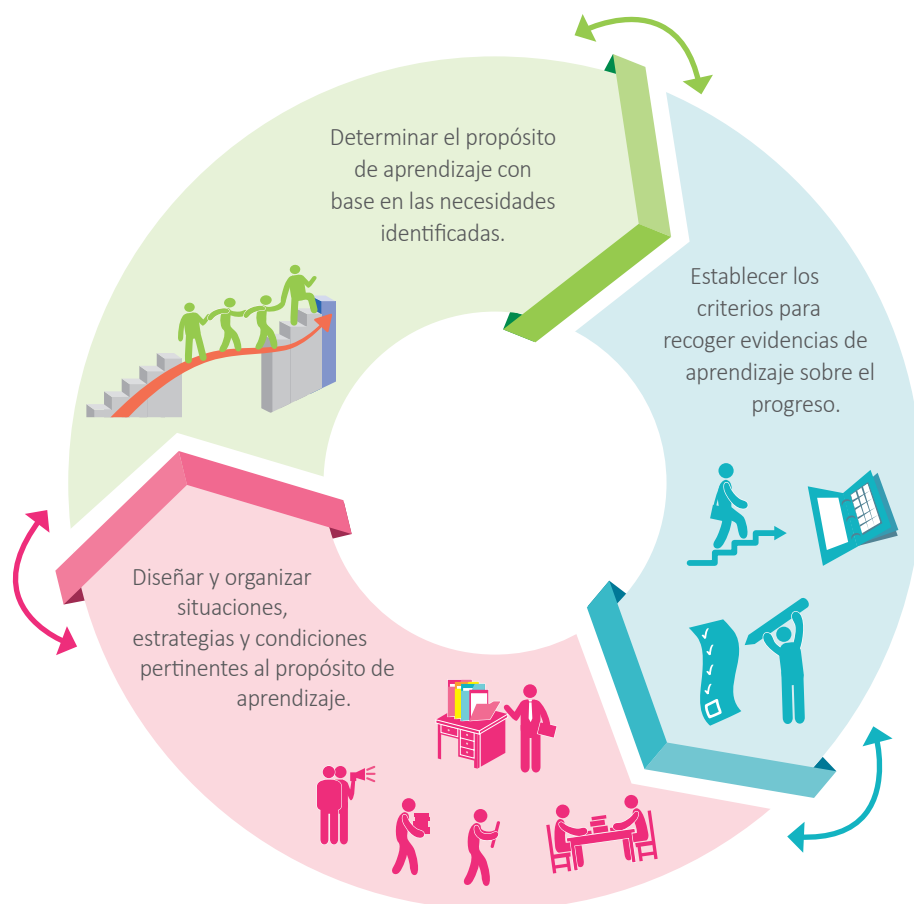 Determinar el propósito
de aprendizaje con
base en las necesidades
identificadas.
Establecer los
criterios para
recoger evidencias de
aprendizaje sobre el
progreso.
Diseñar y organizar
situaciones,
estrategias y condiciones
pertinentes al propósito de
aprendizaje.